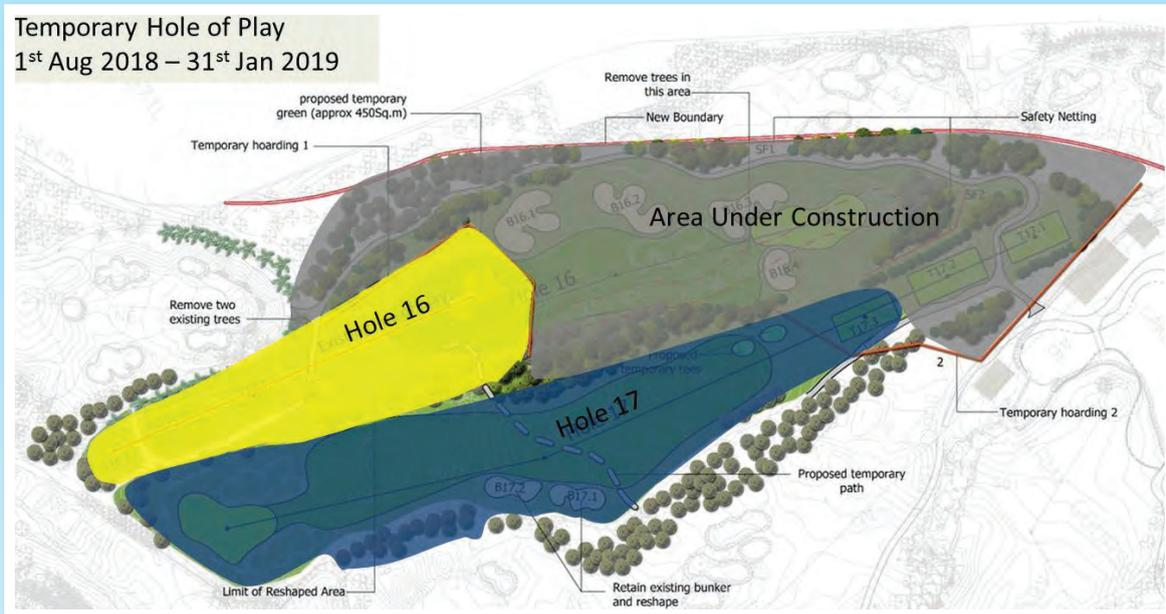 Temporary Hole of Play
1st Aug 2018 – 31st Jan 2019
Remove trees in
this area
proposed temporary
green (approx 450Sq.m)
New Boundary
Safety Netting
Temporary hoarding 1
SF1
SF2
B16.1
B16.2
B16.3
Area Under Construction
T17.1
T17.2
B16.4
Hole 16
Remove two
existing trees
Hole 16
T17.3
Proposed
temporary tees
2
Hole 17
Temporary hoarding 2
Proposed temporary
path
B17.2
B17.1
Limit of Reshaped Area
Retain existing bunker
and reshape